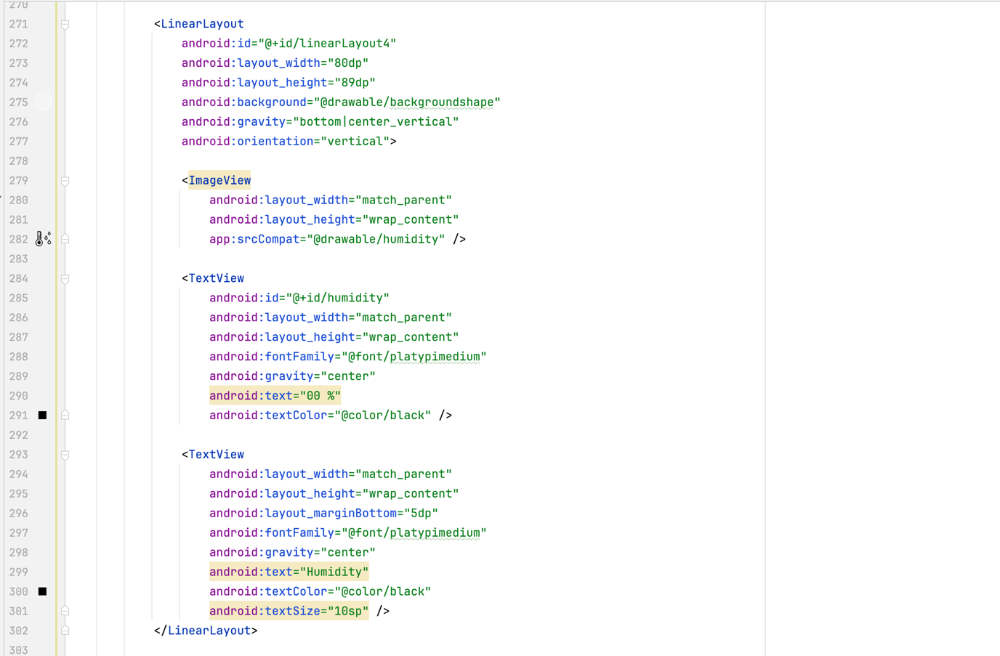 270
271 <LinearLayout
272 android:id="@+id/linearLayout4"
273 android:layout_width="80dp"
274 android:layout_height="89dp"
275 android:background="@drawable/backgroundshape"
276 android:gravity="bottom|center_vertical"
277 android:orientation="vertical">
278
279 <ImageView
280 android:layout_width="match_parent"
281 android:layout_height="wrap_content"
282 app:srcCompat="@drawable/humidity" />
283
284 <TextView
285 android:id="@+id/humidity"
286 android:layout_width="match_parent"
287 android:layout_height="wrap_content"
288 android:fontFamily="@font/platypimedium"
289 android:gravity="center"
290 android:text="00 %"
291 android:textColor="@color/black" />
292
293 <TextView
294 android:layout_width="match_parent"
295 android:layout_height="wrap_content"
296 android:layout_marginBottom="5dp"
297 android:fontFamily="@font/platypimedium"
298 android:gravity="center"
299 android:text="Humidity"
300 android:textColor="@color/black"
301 android:textSize="10sp" />
302 </LinearLayout>
303